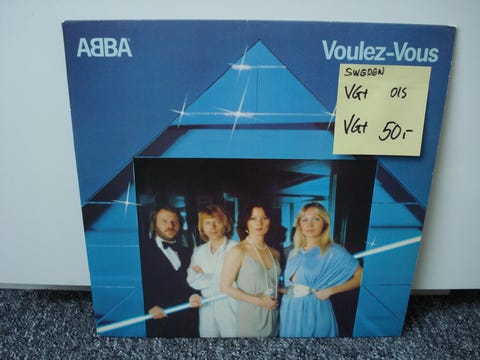 ABBA
Voulez-Vous
SWEDEN
VG+ OIS
VG+ 50,-